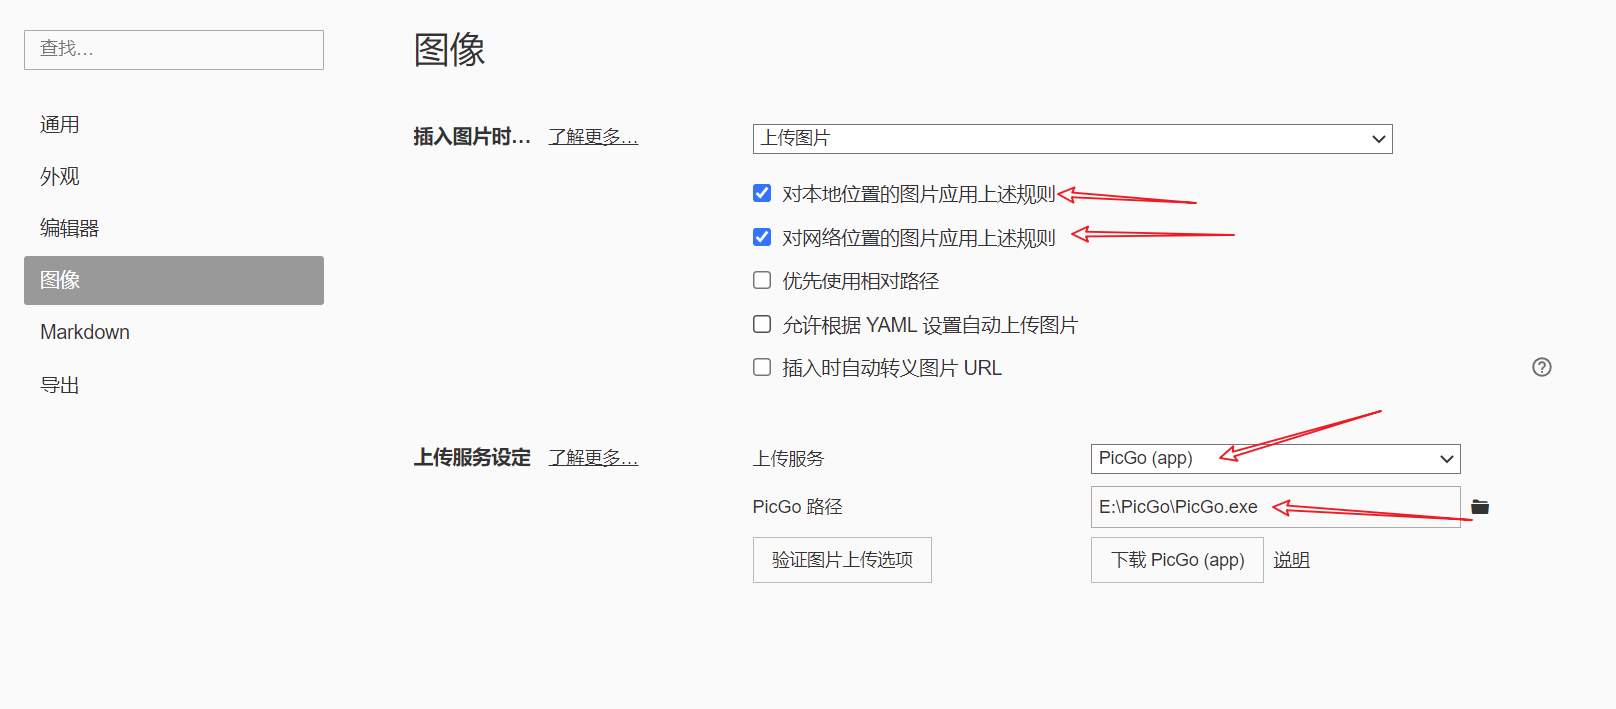 查找...
通用
外观
编辑器
图像
Markdown
导出
图像
插入图片时... 了解更多...
上传图片
对本地位置的图片应用上述规则
对网络位置的图片应用上述规则
优先使用相对路径
允许根据 YAML 设置自动上传图片
插入时自动转义图片 URL
上传服务设定 了解更多...
上传服务 PicGo (app)
PicGo 路径 E:\PicGo\PicGo.exe
验证图片上传选项 下载 PicGo (app) 说明